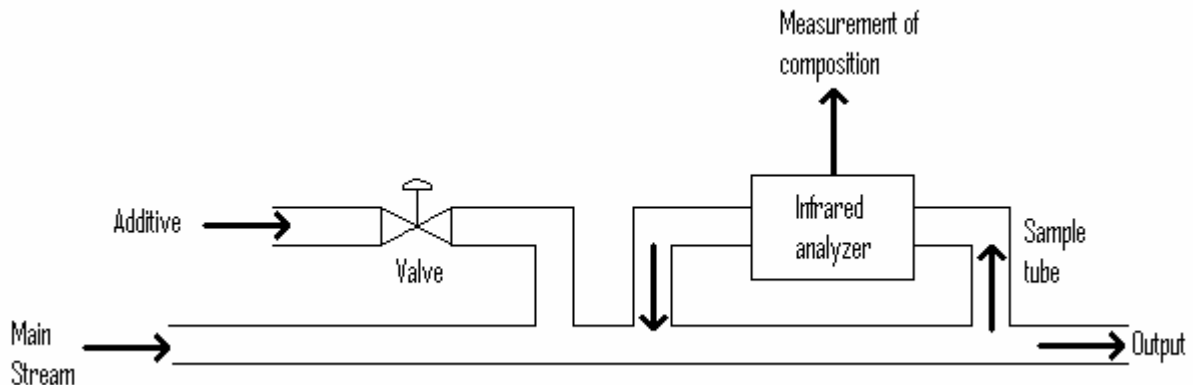 Measurement of
composition
Additive
Valve
Infrared
analyzer
Sample
tube
Main
Stream
Output